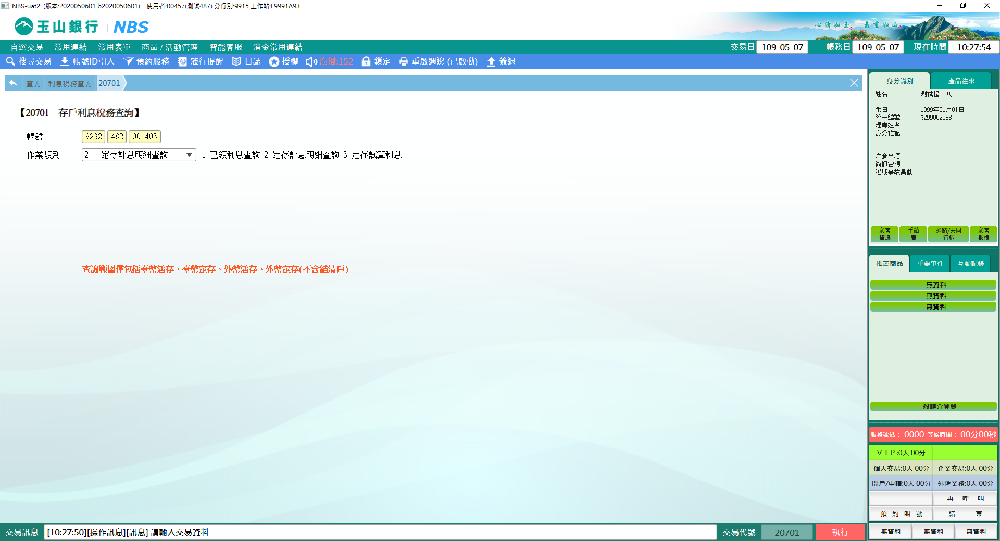 NBS-uat2 (版本:2020050601.b2020050601) 使用者:00457(測試487) 分行別:9915 工作站:L9991A93
玉山銀行 | NBS
心清如玉。 義重如山。
自選交易 常用連結 常用表單 商品 / 活動管理 智能客服 消金常用連結
交易日 109-05-07 帳務日 109-05-07 現在時間 10:27:54
搜尋交易 帳號ID引入 預約服務 蒞行提醒 日誌 授權 廣播:152 鎖定 重啟週邊 (已啟動) 簽退
查詢 利息稅務查詢 20701
【20701 存戶利息稅務查詢】
帳號 9232 482 001403
作業類別 2 - 定存計息明細查詢 1-已領利息查詢 2-定存計息明細查詢 3-定存試算利息
查詢範圍僅包括臺幣活存、臺幣定存、外幣活存、外幣定存(不含結清戶)
身分識別 產品往來
姓名 測試程三八
生日 1999年01月01日
統一編號 G299002088
理專姓名
身分註記
注意事項
簡訊密碼
近期事故異動
顧客資訊 手續費 通路/共同行銷 顧客影像
推薦商品 重要事件 互動記錄
無資料
無資料
無資料
一般轉介登錄
服務號碼: 0000 等候時間: 00分00秒
VIP:0人 00分
個人交易:0人 00分 企業交易:0人 00分
開戶/申請:0人 00分 外匯業務:0人 00分
再 呼 叫
預 約 叫 號 結 束
無資料 無資料 無資料
交易訊息 [10:27:50][操作訊息][訊息] 請輸入交易資料 交易代號 20701 執行